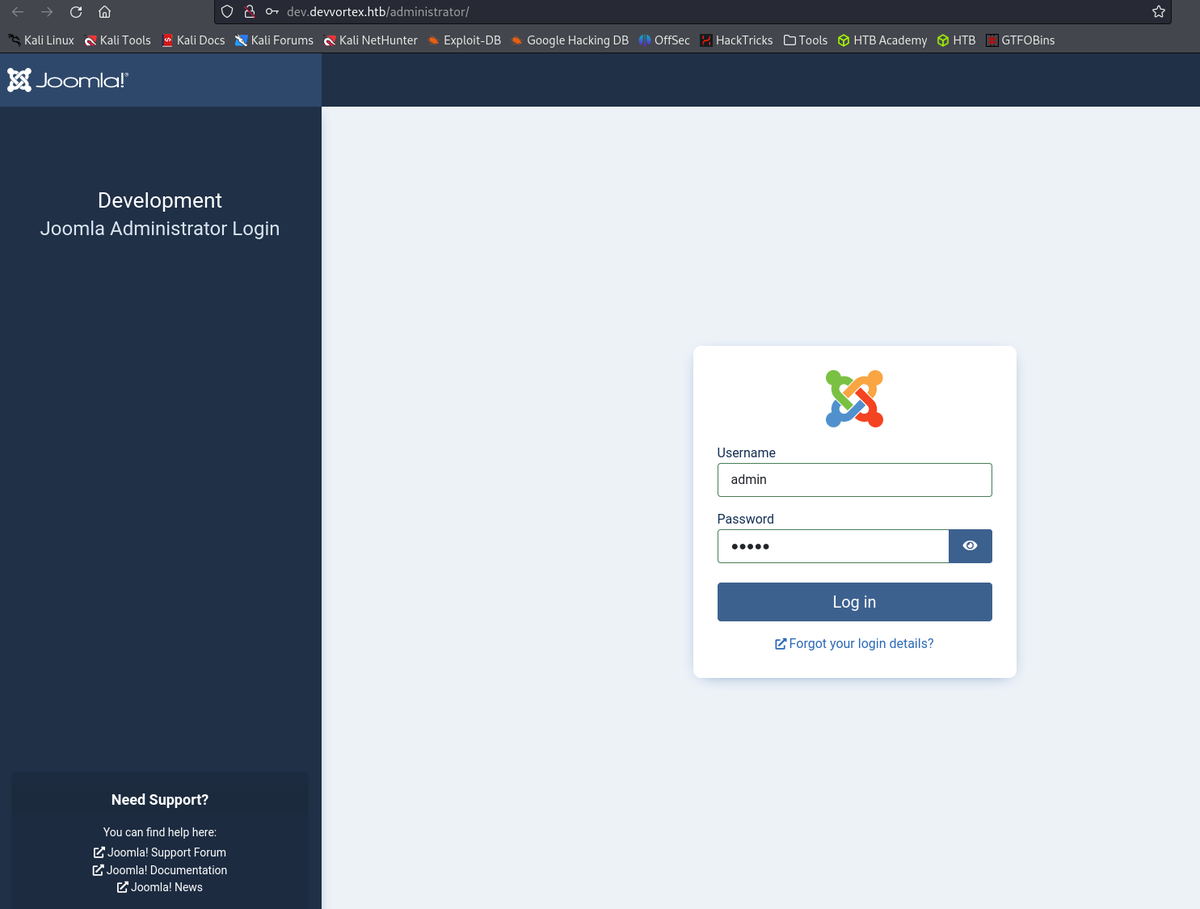 dev.devvortex.htb/administrator/
Kali Linux Kali Tools Kali Docs Kali Forums Kali NetHunter Exploit-DB Google Hacking DB OffSec HackTricks Tools HTB Academy HTB GTFOBins
Joomla!®
Development
Joomla Administrator Login
Username
admin
Password
•••••
Log in
Forgot your login details?
Need Support?
You can find help here:
Joomla! Support Forum
Joomla! Documentation
Joomla! News